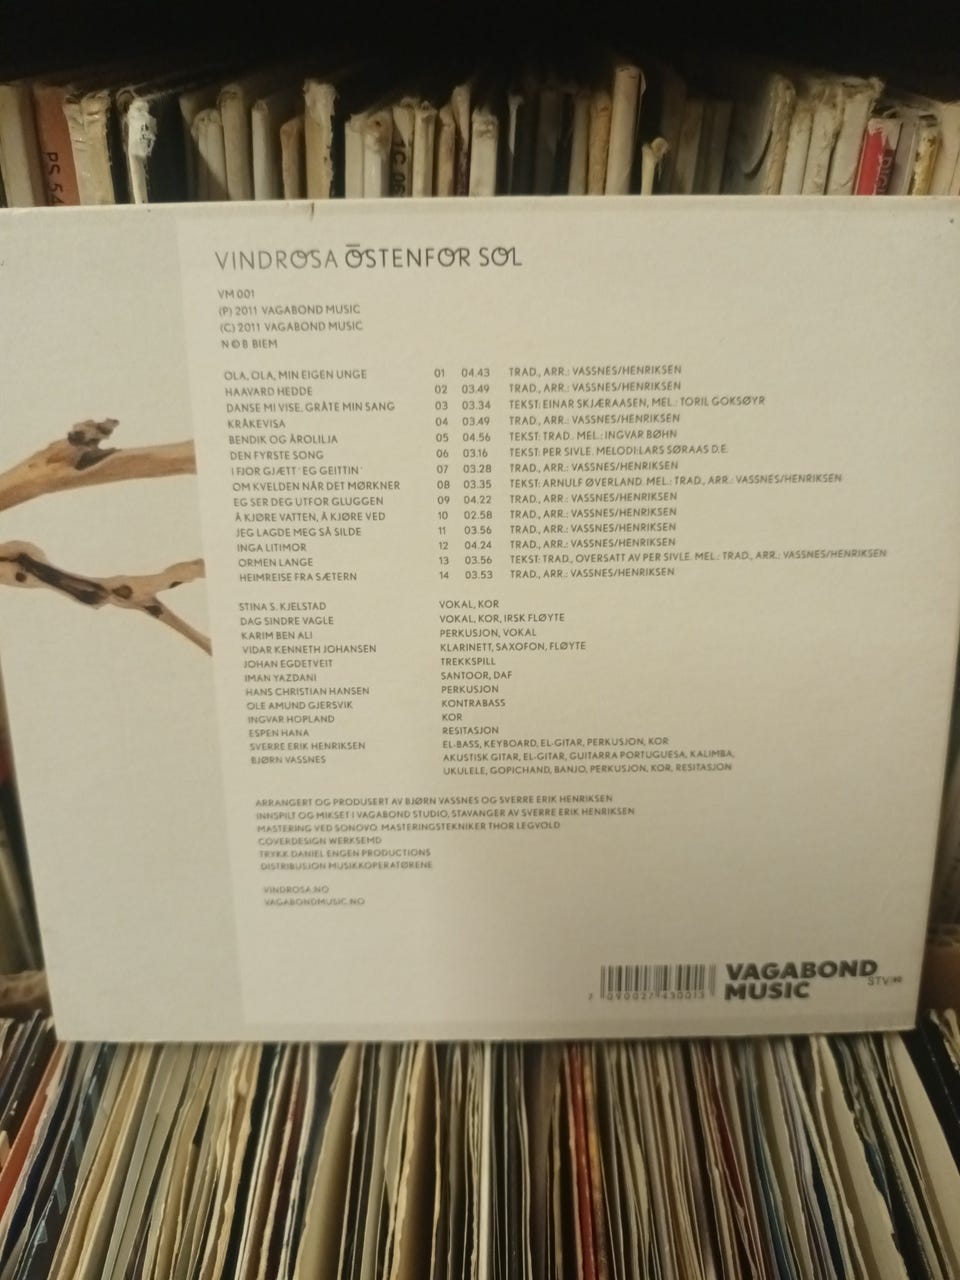 PS 54
1C 06
VINDROSA ŌSTENFOR SOL
VM 001
(P) 2011 VAGABOND MUSIC
(C) 2011 VAGABOND MUSIC
N©B BIEM
OLA, OLA, MIN EIGEN UNGE 01 04.43 TRAD., ARR.: VASSNES/HENRIKSEN
HAAVARD HEDDE 02 03.49 TRAD., ARR.: VASSNES/HENRIKSEN
DANSE MI VISE, GRÅTE MIN SANG 03 03.34 TEKST: EINAR SKJÆRAASEN, MEL.: TORIL GOKSØYR
KRÅKEVISA 04 03.49 TRAD., ARR.: VASSNES/HENRIKSEN
BENDIK OG ÅROLILJA 05 04.56 TEKST: TRAD. MEL.: INGVAR BØHN
DEN FYRSTE SONG 06 03.16 TEKST: PER SIVLE. MELODI:LARS SØRAAS D.E.
I FJOR GJÆTT' EG GEITIN' 07 03.28 TRAD., ARR.: VASSNES/HENRIKSEN
OM KVELDEN NÅR DET MØRKNER 08 03.35 TEKST: ARNULF ØVERLAND. MEL.: TRAD., ARR.: VASSNES/HENRIKSEN
EG SER DEG UTFOR GLUGGEN 09 04.22 TRAD., ARR.: VASSNES/HENRIKSEN
Å KJØRE VATTEN, Å KJØRE VED 10 02.58 TRAD., ARR.: VASSNES/HENRIKSEN
JEG LAGDE MEG SÅ SILDE 11 03.56 TRAD., ARR.: VASSNES/HENRIKSEN
INGA LITIMOR 12 04.24 TRAD., ARR.: VASSNES/HENRIKSEN
ORMEN LANGE 13 03.56 TEKST: TRAD., OVERSATT AV PER SIVLE. MEL.: TRAD., ARR.: VASSNES/HENRIKSEN
HEIMREISE FRA SÆTERN 14 03.53 TRAD., ARR.: VASSNES/HENRIKSEN
STINA S. KJELSTAD VOKAL, KOR
DAG SINDRE VAGLE VOKAL, KOR, IRSK FLØYTE
KARIM BEN ALI PERKUSJON, VOKAL
VIDAR KENNETH JOHANSEN KLARINETT, SAXOFON, FLØYTE
JOHAN EGDETVEIT TREKKSPILL
IMAN YAZDANI SANTOOR, DAF
HANS CHRISTIAN HANSEN PERKUSJON
OLE AMUND GJERSVIK KONTRABASS
INGVAR HOPLAND KOR
ESPEN HANA RESITASJON
SVERRE ERIK HENRIKSEN EL-BASS, KEYBOARD, EL-GITAR, PERKUSJON, KOR
BJØRN VASSNES AKUSTISK GITAR, EL-GITAR, GUITARRA PORTUGUESA, KALIMBA,
UKULELE, GOPICHAND, BANJO, PERKUSJON, KOR, RESITASJON
ARRANGERT OG PRODUSERT AV BJØRN VASSNES OG SVERRE ERIK HENRIKSEN
INNSPILT OG MIKSET I VAGABOND STUDIO, STAVANGER AV SVERRE ERIK HENRIKSEN
MASTERING VED SONOVO. MASTERINGSTEKNIKER THOR LEGVOLD
COVERDESIGN WERKSEMD
TRYKK DANIEL ENGEN PRODUCTIONS
DISTRIBUSJON MUSIKKOPERATØRENE
VINDROSA.NO
VAGABONDMUSIC.NO
7 090027 430013
VAGABOND
MUSIC